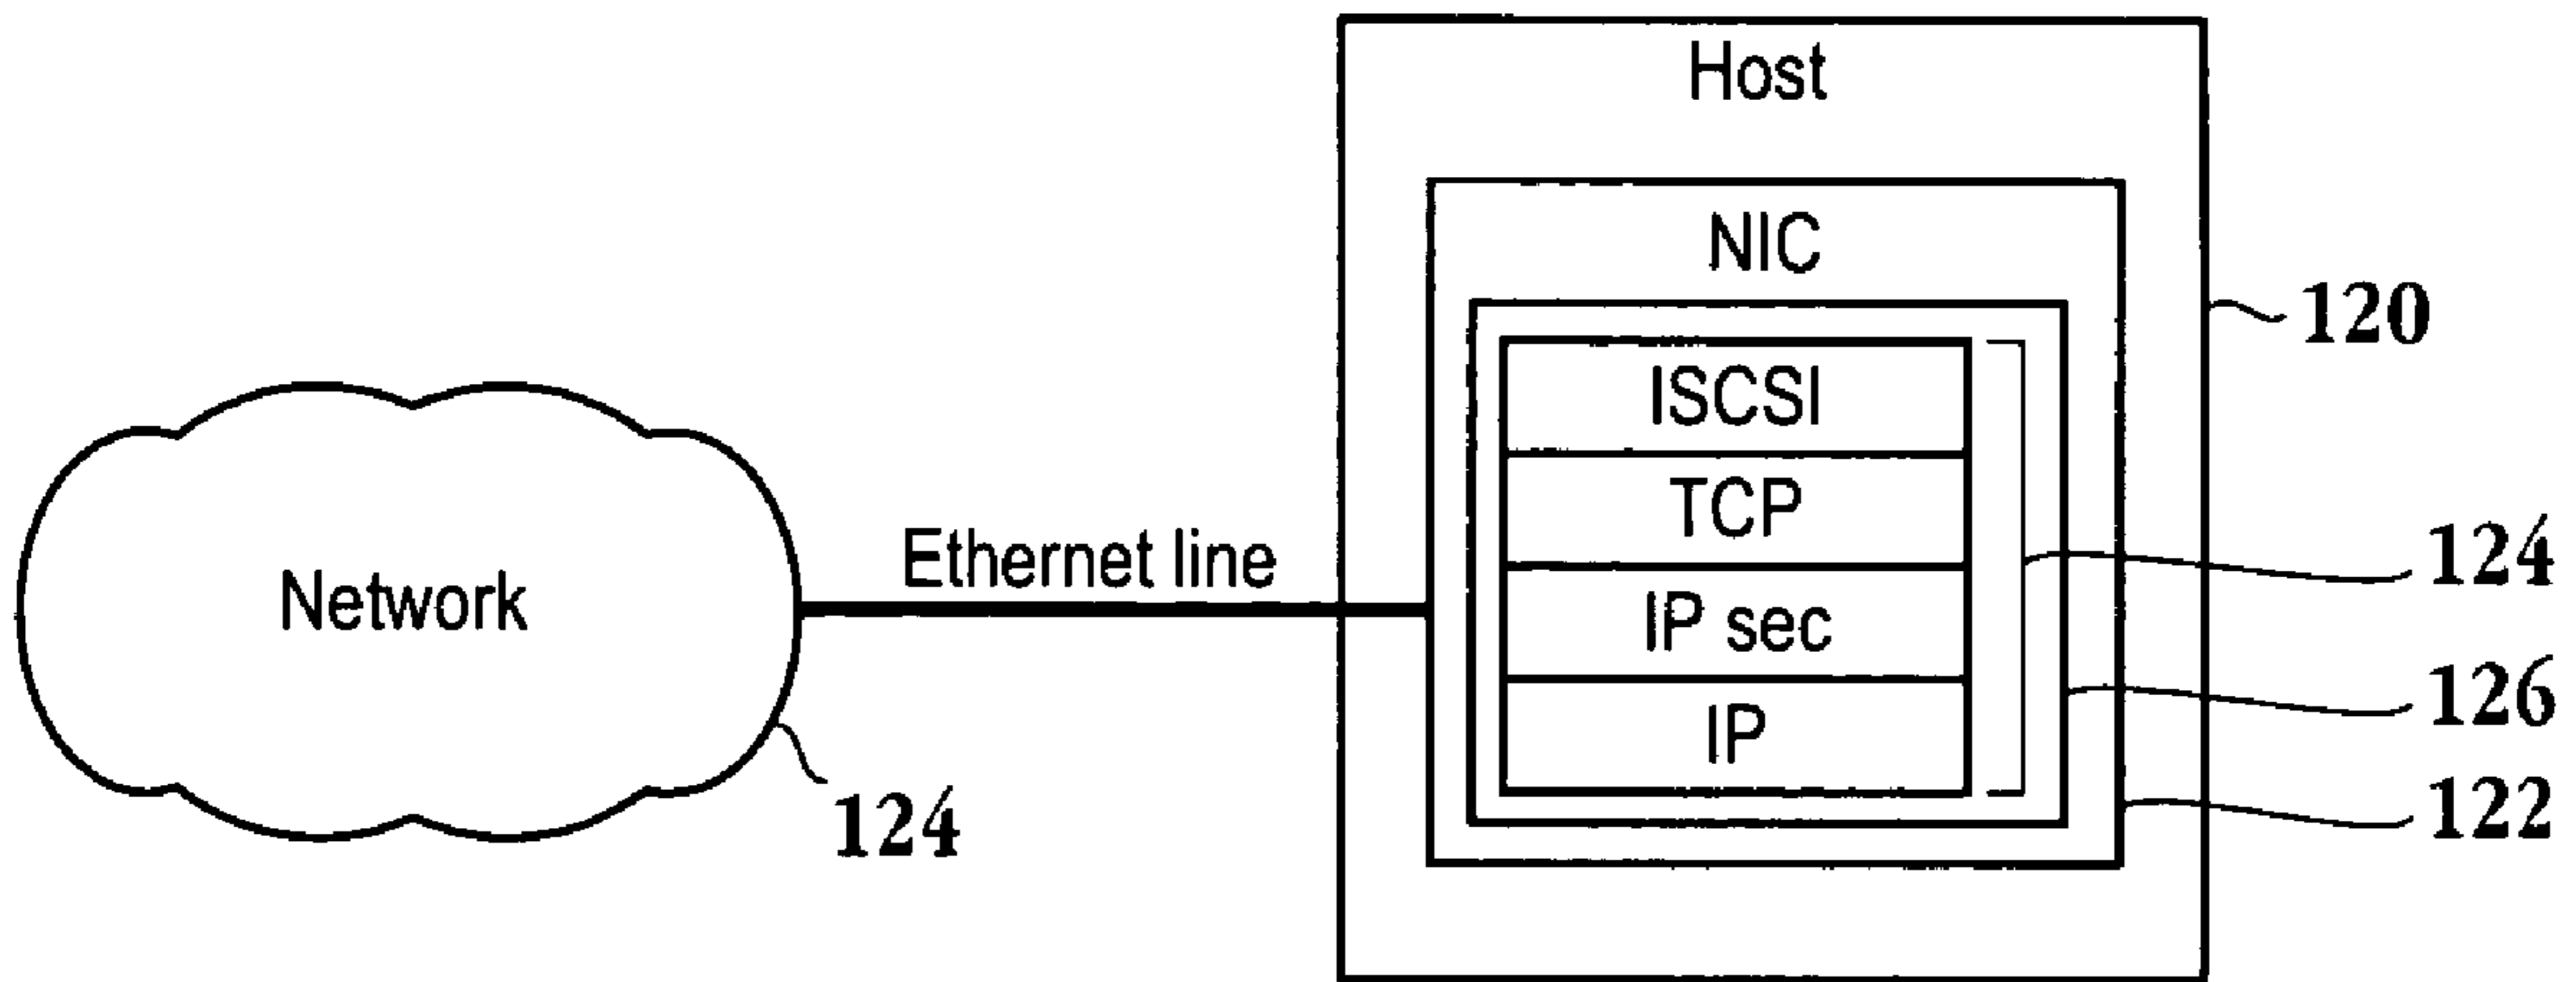 Host
NIC
120
ISCSI
TCP
124
Ethernet line
Network
IP sec
126
IP
122
124